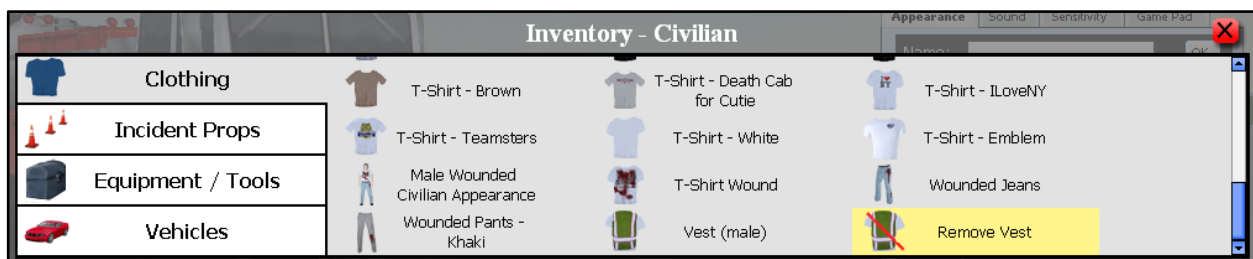 Appearance Sound Sensitivity Game Pad
Inventory - Civilian
Name:
OK
Clothing
T-Shirt - Brown
T-Shirt - Death Cab
for Cutie
T-Shirt - ILoveNY
Incident Props
T-Shirt - Teamsters
T-Shirt - White
T-Shirt - Emblem
Equipment / Tools
Male Wounded
Civilian Appearance
T-Shirt Wound
Wounded Jeans
Vehicles
Wounded Pants -
Khaki
Vest (male)
Remove Vest